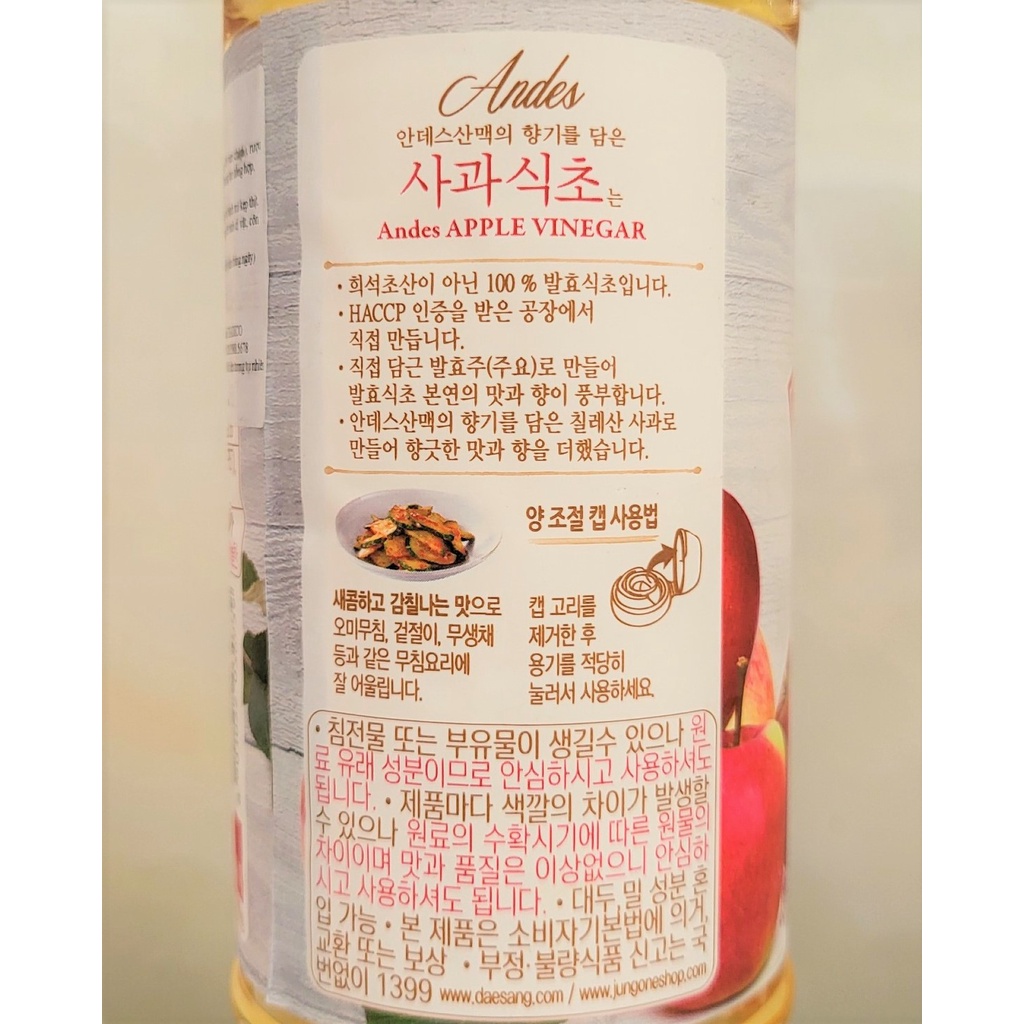 Andes
안데스산맥의 향기를 담은
사과식초는
Andes APPLE VINEGAR
· 희석초산이 아닌 100 % 발효식초입니다.
· HACCP 인증을 받은 공장에서
직접 만듭니다.
· 직접 담근 발효주(주요)로 만들어
발효식초 본연의 맛과 향이 풍부합니다.
· 안데스산맥의 향기를 담은 칠레산 사과로
만들어 향긋한 맛과 향을 더했습니다.
새콤하고 감칠나는 맛으로
오미무침, 겉절이, 무생채
등과 같은 무침요리에
잘 어울립니다.
양 조절 캡 사용법
캡 고리를
제거한 후
용기를 적당히
눌러서 사용하세요.
· 침전물 또는 부유물이 생길수 있으나 원
료 유래 성분이므로 안심하시고 사용하셔도
됩니다. · 제품마다 색깔의 차이가 발생할
수 있으나 원료의 수확시기에 따른 원물의
차이이며 맛과 품질은 이상없으니 안심하
시고 사용하셔도 됩니다. · 대두, 밀 성분 혼
입 가능 · 본 제품은 소비자기본법에 의거,
교환 또는 보상 · 부정·불량식품 신고는 국
번없이 1399 www.daesang.com / www.jungoneshop.com